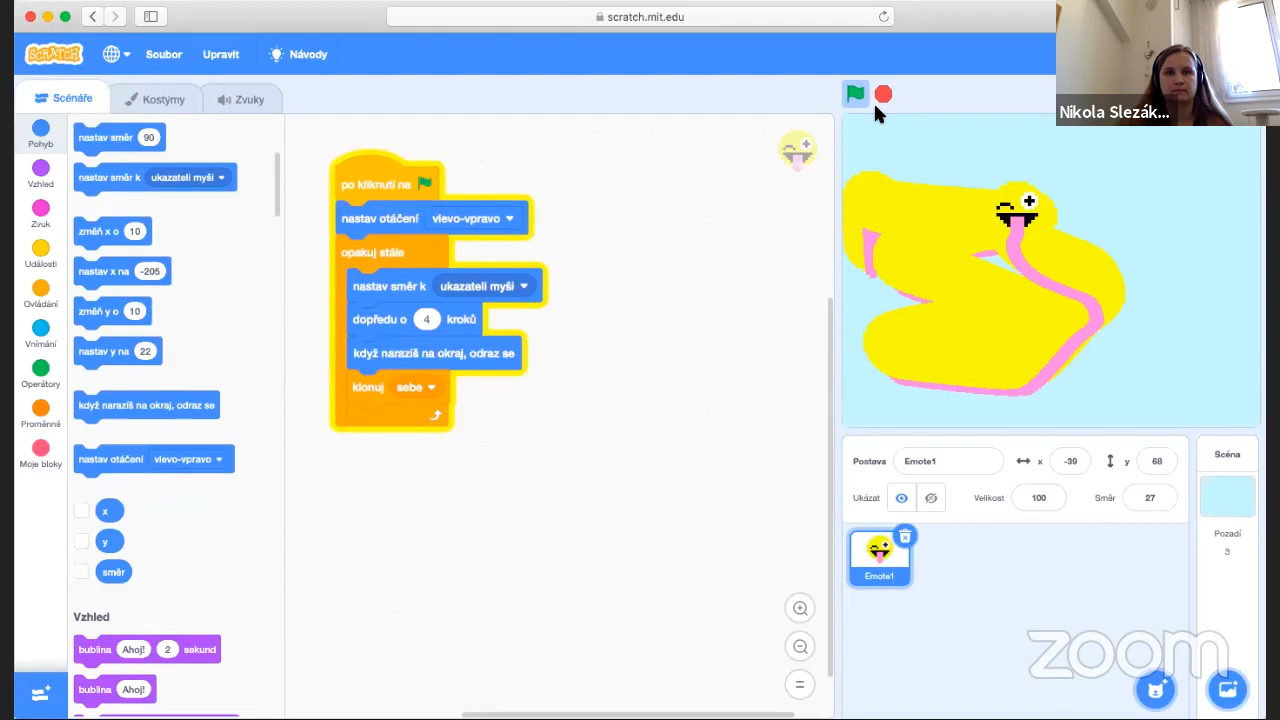 scratch.mit.edu
SCRATCH
Soubor
Upravit
Návody
Nikola Slezák...
Scénáře
Kostýmy
Zvuky
Pohyb
Vzhled
Zvuk
Události
Ovládání
Vnímání
Operátory
Proměnné
Moje bloky
nastav směr 90
nastav směr k ukazateli myši
změň x o 10
nastav x na -205
změň y o 10
nastav y na 22
když narazíš na okraj, odraz se
nastav otáčení vlevo-vpravo
x
y
směr
Vzhled
bublina Ahoj! 2 sekund
bublina Ahoj!
po kliknutí na
nastav otáčení vlevo-vpravo
opakuj stále
nastav směr k ukazateli myši
dopředu o 4 kroků
když narazíš na okraj, odraz se
klonuj sebe
Postava Emote1 x -39 y 68
Ukázat Velikost 100 Směr 27
Emote1
Scéna
Pozadí
3
zoom